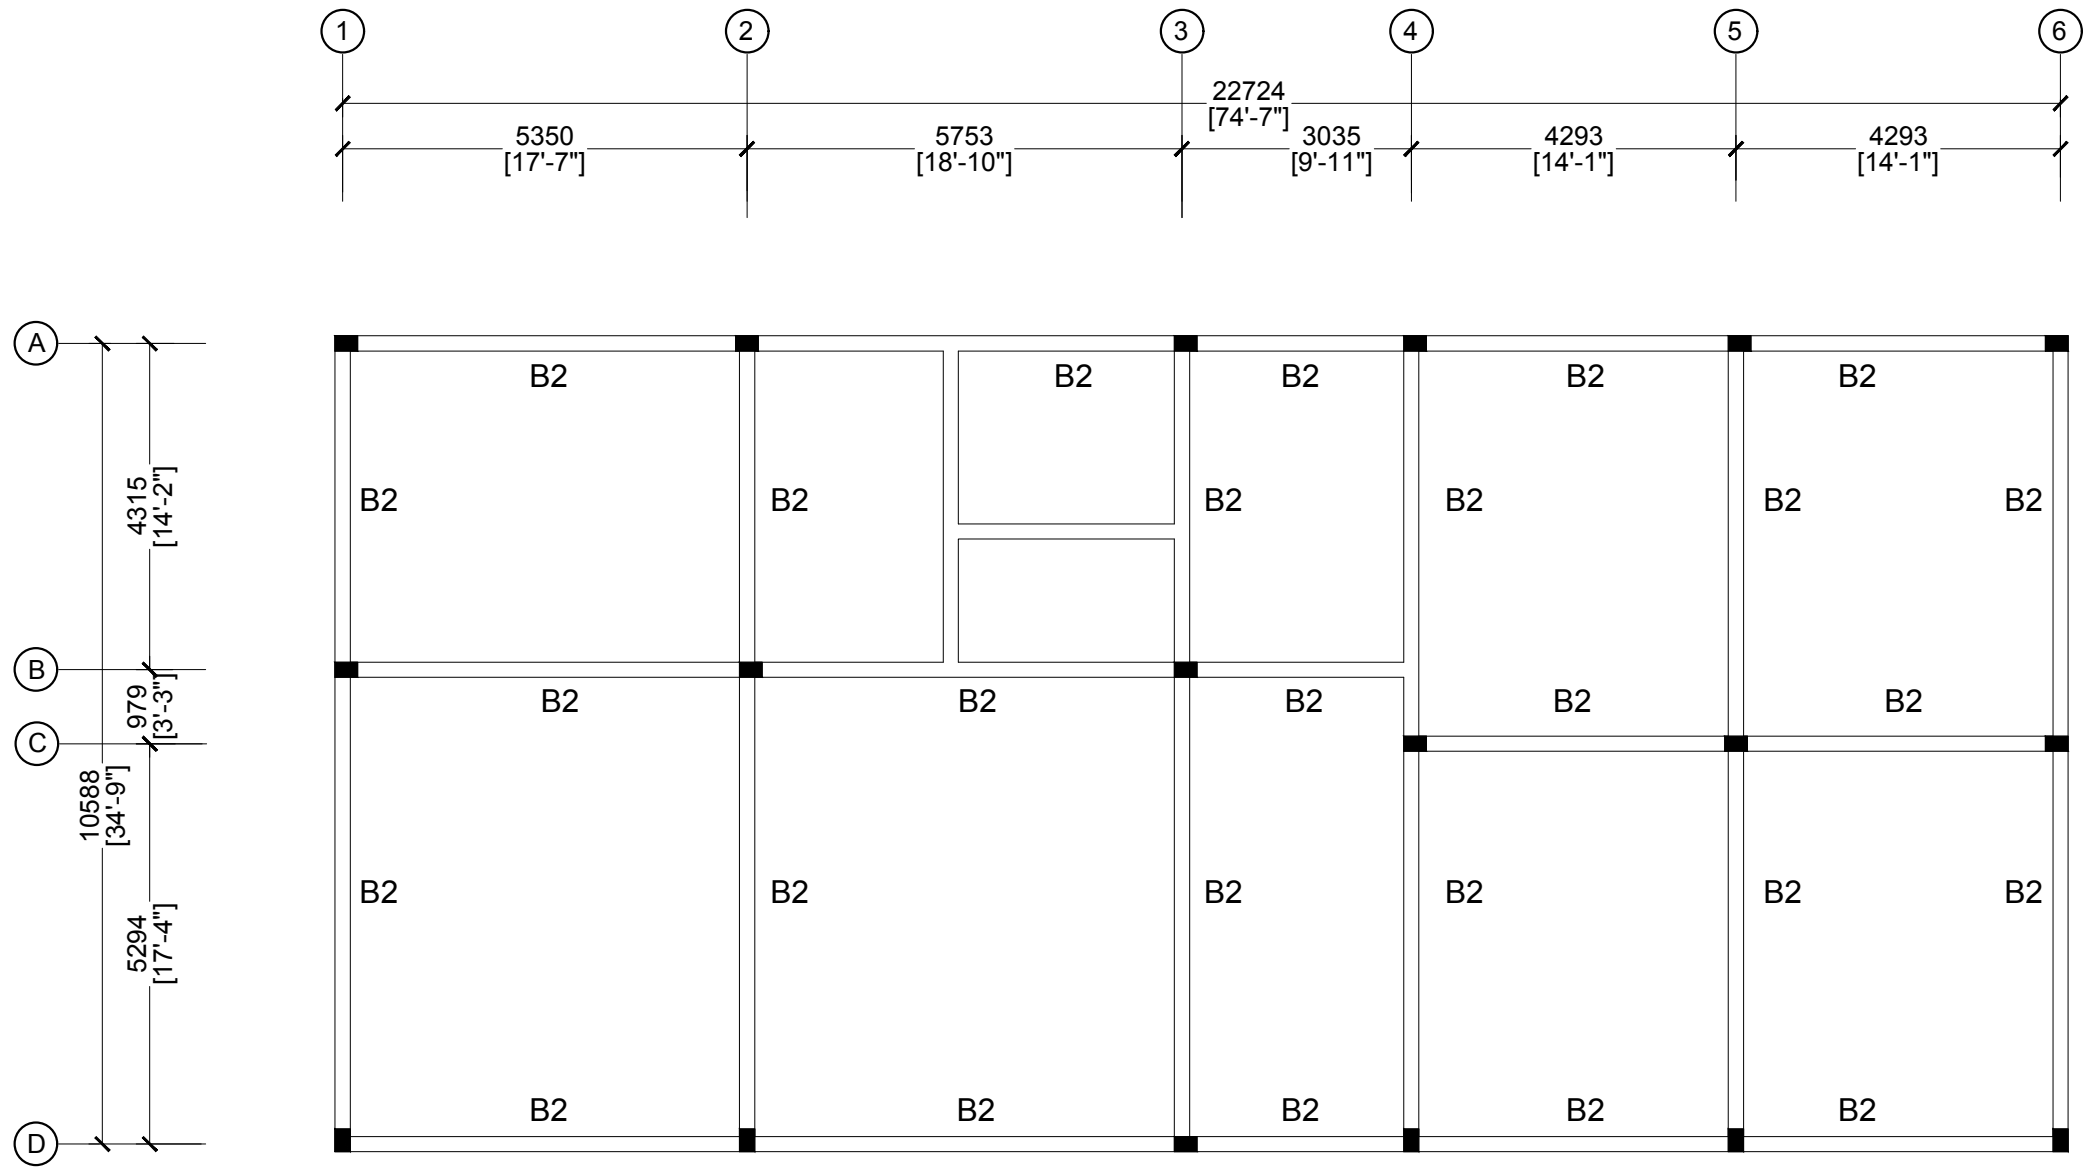 1 2 3 4 5 6
22724
[74'-7"]
5350 5753 3035 4293 4293
[17'-7"] [18'-10"] [9'-11"] [14'-1"] [14'-1"]
A
B2 B2 B2 B2 B2
4315
[14'-2"]
B2 B2 B2 B2 B2 B2
B
979
[3'-3"]
B2 B2 B2 B2 B2
C
10588
[34'-9"]
5294
[17'-4"]
B2 B2 B2 B2 B2 B2
B2 B2 B2 B2 B2
D